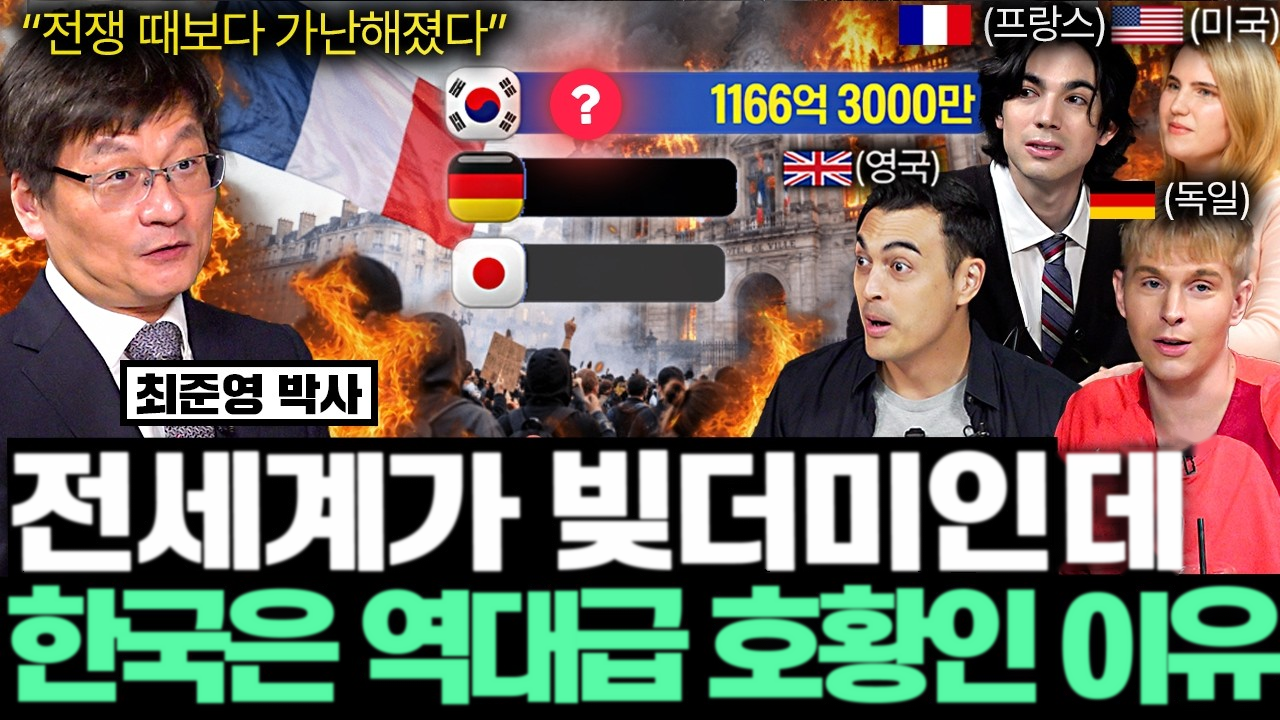 “전쟁 때보다 가난해졌다”
(프랑스)
(미국)
?
1166억 3000만
(영국)
(독일)
최준영 박사
전세계가 빚더미인데
한국은 역대급 호황인 이유